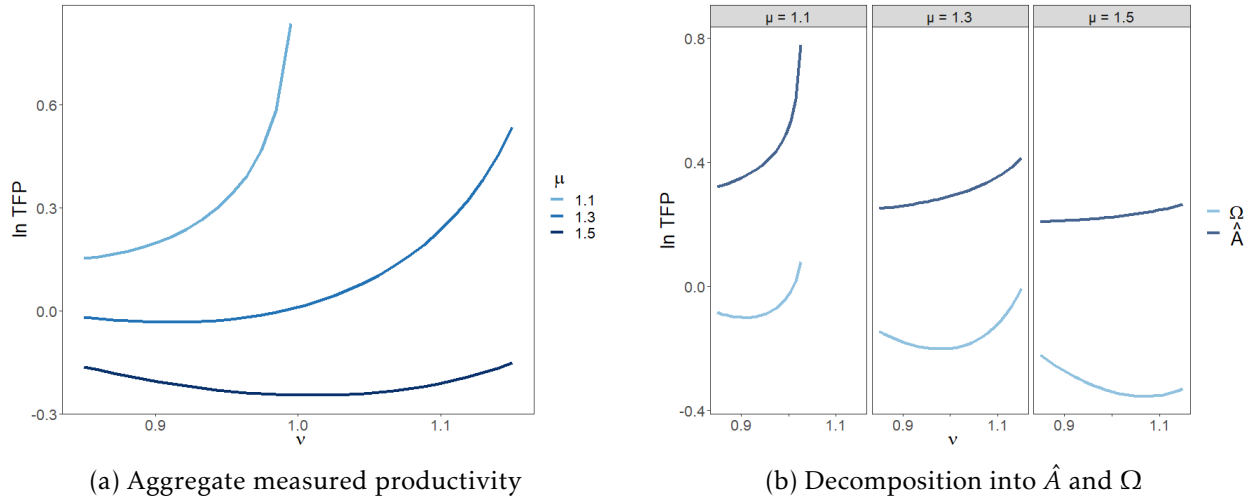 ln TFP
0.6
0.3
0.0
-0.3
0.9
1.0
1.1
ν
μ
1.1
1.3
1.5
(a) Aggregate measured productivity
μ = 1.1
μ = 1.3
μ = 1.5
ln TFP
0.8
0.4
0.0
-0.4
0.9 1.1
0.9 1.1
0.9 1.1
ν
Ω
Â
(b) Decomposition into Â and Ω